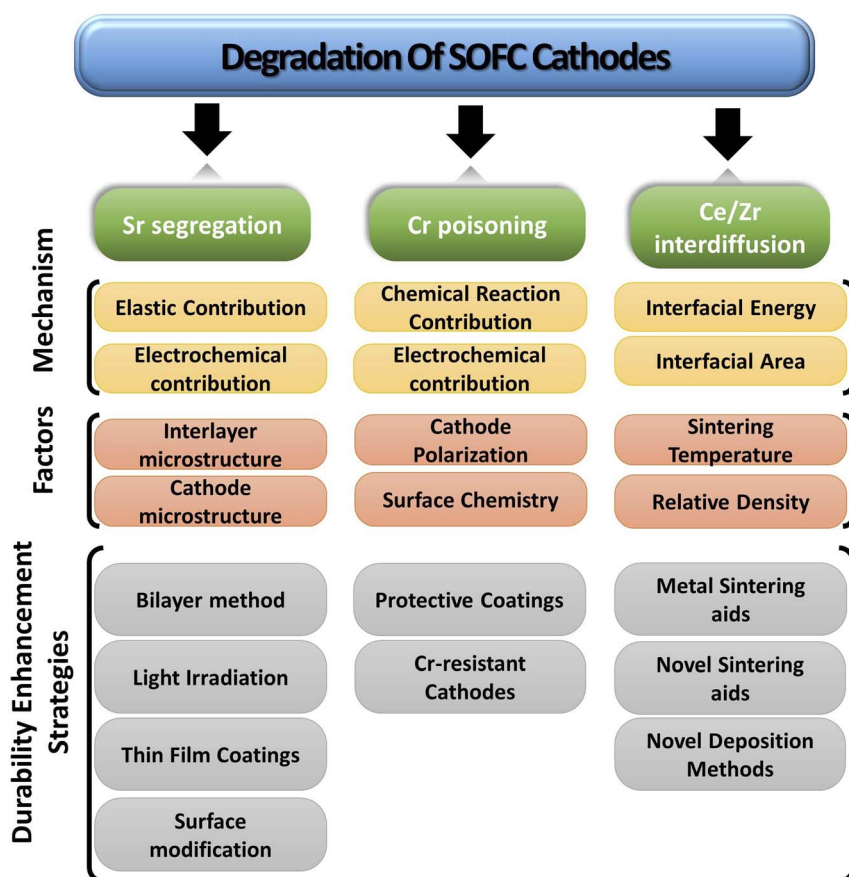 Degradation Of SOFC Cathodes
Sr segregation
Cr poisoning
Ce/Zr
interdiffusion
Mechanism
Elastic Contribution
Chemical Reaction
Contribution
Interfacial Energy
Electrochemical
contribution
Electrochemical
contribution
Interfacial Area
Factors
Interlayer
microstructure
Cathode
Polarization
Sintering
Temperature
Cathode
microstructure
Surface Chemistry
Relative Density
Durability Enhancement
Strategies
Bilayer method
Protective Coatings
Metal Sintering
aids
Light Irradiation
Cr-resistant
Cathodes
Novel Sintering
aids
Thin Film Coatings
Novel Deposition
Methods
Surface
modification